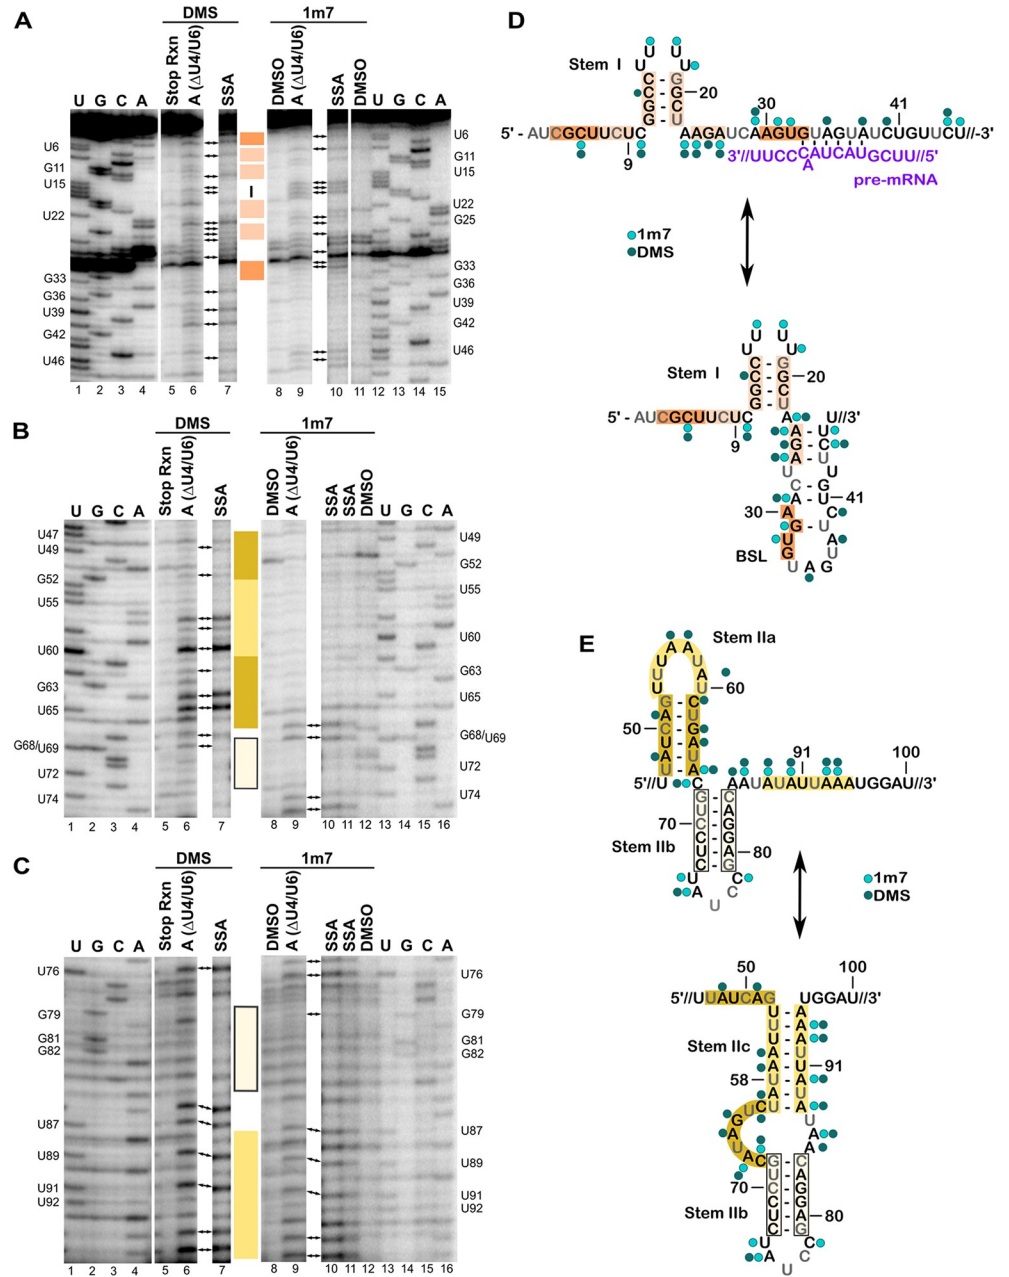 A
DMS
1m7
Stop Rxn
A (ΔU4/U6)
SSA
DMSO
A (ΔU4/U6)
SSA
DMSO
U G C A
U G C A
U6
G11
U15
U22
G33
G36
U39
G42
U46
I
U6
G11
U15
U22
G25
G33
G36
U39
G42
U46
1 2 3 4 5 6 7 8 9 10 11 12 13 14 15
B
DMS
1m7
Stop Rxn
A (ΔU4/U6)
SSA
DMSO
A (ΔU4/U6)
SSA
SSA
DMSO
U G C A
U G C A
U47
U49
G52
U55
U60
G63
U65
G68/U69
U72
U74
U49
G52
U55
U60
G63
U65
G68/U69
U72
U74
1 2 3 4 5 6 7 8 9 10 11 12 13 14 15 16
C
DMS
1m7
Stop Rxn
A (ΔU4/U6)
SSA
DMSO
A (ΔU4/U6)
SSA
SSA
DMSO
U G C A
U G C A
U76
G79
G81
G82
U87
U89
U91
U92
U76
G79
G81
G82
U87
U89
U91
U92
1 2 3 4 5 6 7 8 9 10 11 12 13 14 15 16
D
Stem I
20
30
41
5' - AUCGCUUCUC
AAGAUCAAGUGUAGUAUCUGUUCU//-3'
9
3'//UUCCCAUCAUGCUU//5'
A
pre-mRNA
1m7
DMS
Stem I
20
5' - AUCGCUUCUC
U//3'
9
30
41
BSL
E
Stem IIa
60
50
91
100
5'//U
AAUAUAUUAAAUGGAU//3'
70
Stem IIb
80
1m7
DMS
50
100
5'//UUAUCAG
UGGAU//3'
Stem IIc
91
58
70
Stem IIb
80